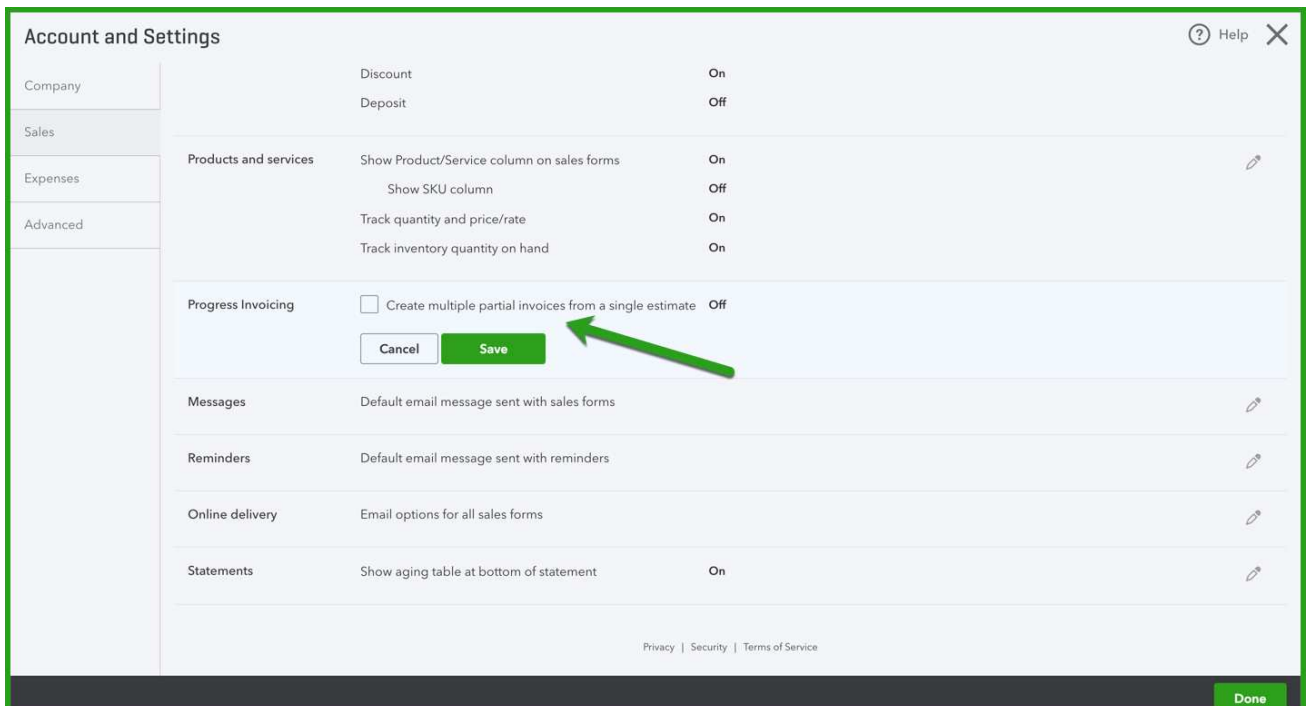 Account and Settings
? Help
Company
Sales
Expenses
Advanced
Discount On
Deposit Off
Products and services Show Product/Service column on sales forms On
Show SKU column Off
Track quantity and price/rate On
Track inventory quantity on hand On
Progress Invoicing Create multiple partial invoices from a single estimate Off
Cancel Save
Messages Default email message sent with sales forms
Reminders Default email message sent with reminders
Online delivery Email options for all sales forms
Statements Show aging table at bottom of statement On
Privacy | Security | Terms of Service
Done